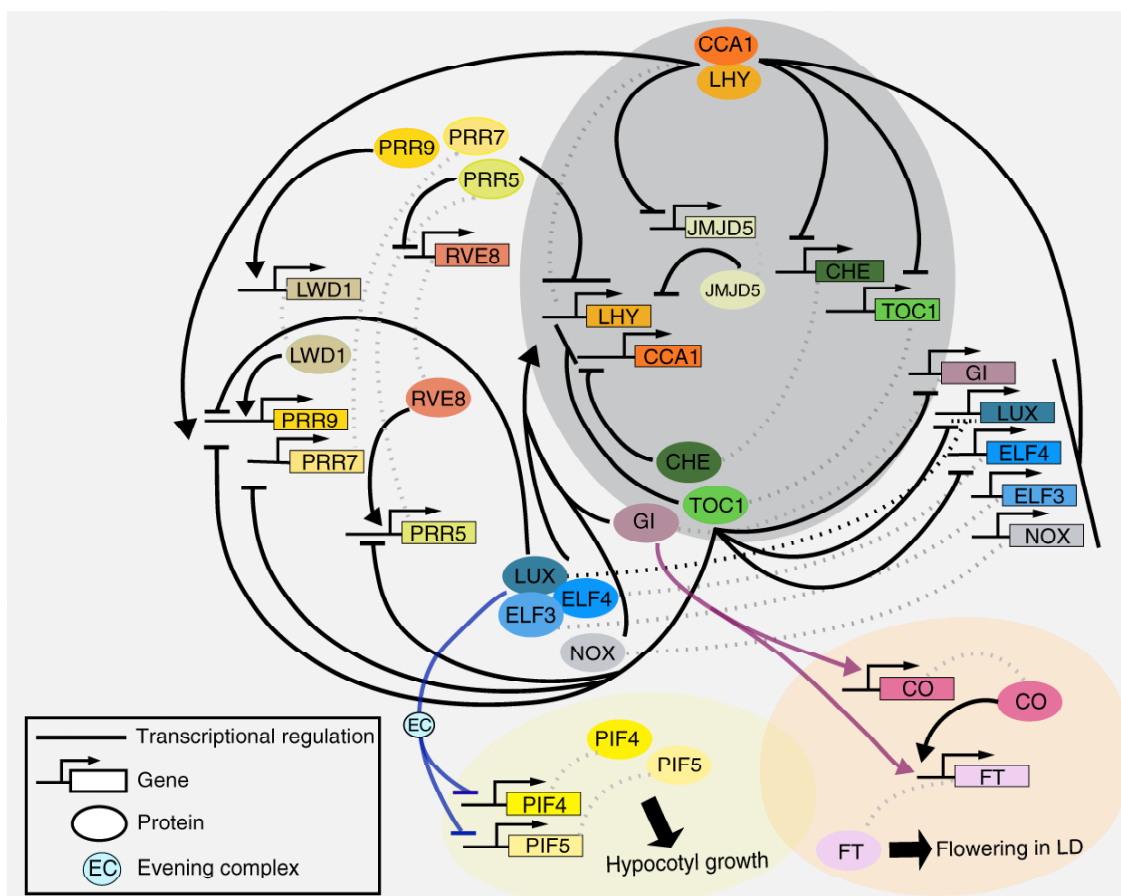 CCA1
LHY
PRR9
PRR7
PRR5
RVE8
LWD1
JMJD5
CHE
TOC1
JMJD5
LHY
CCA1
LWD1
PRR9
PRR7
RVE8
PRR5
GI
LUX
ELF4
ELF3
NOX
CHE
TOC1
GI
LUX
ELF4
ELF3
NOX
EC
CO
CO
FT
FT
Flowering in LD
PIF4
PIF5
PIF4
PIF5
Hypocotyl growth
Transcriptional regulation
Gene
Protein
EC Evening complex